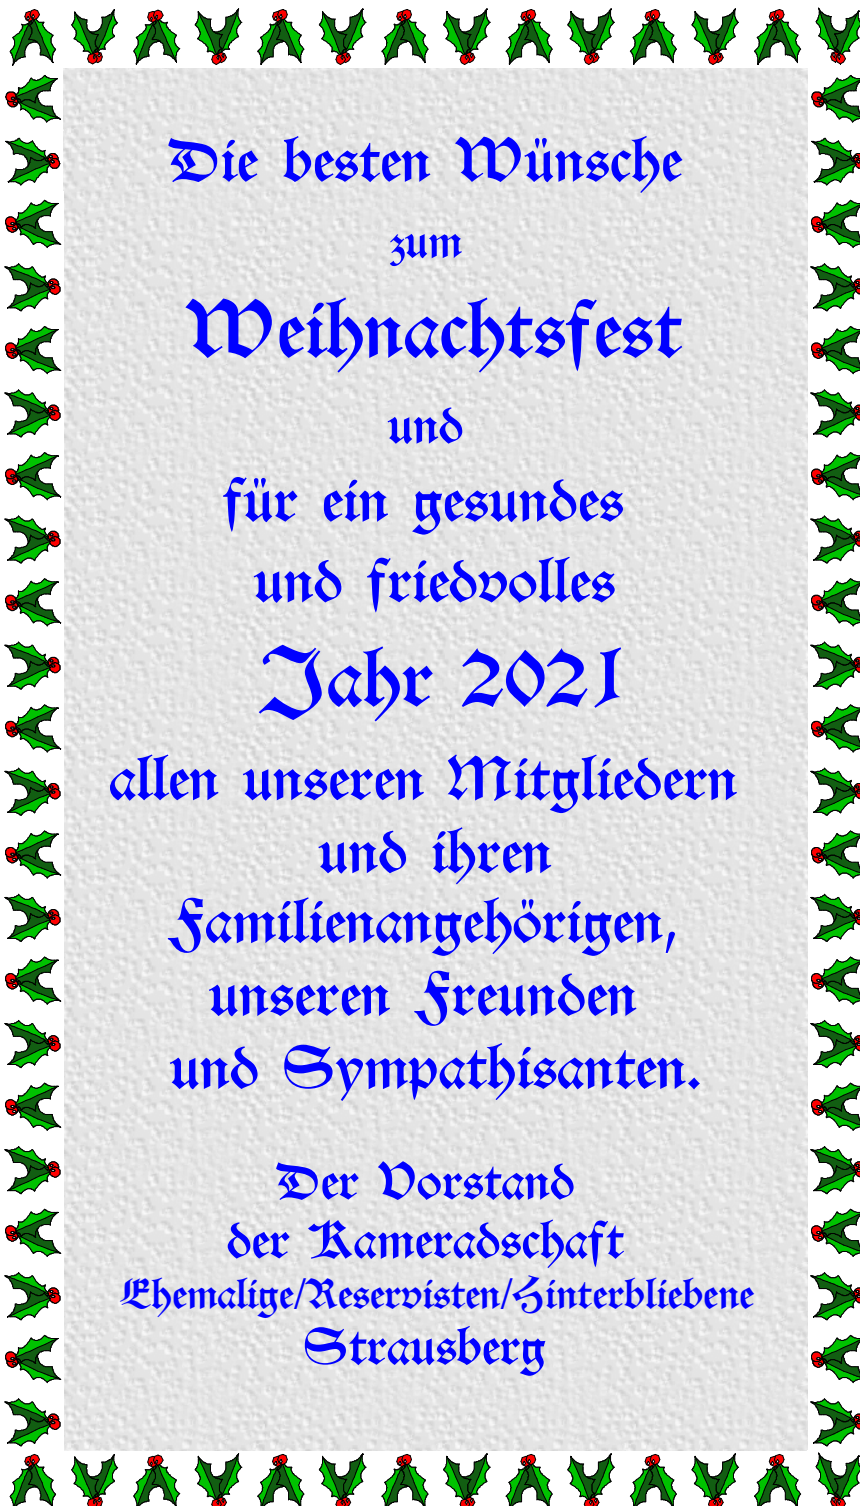 Die besten Wünsche
zum
Weihnachtsfest
und
für ein gesundes
und friedvolles
Jahr 2021
allen unseren Mitgliedern
und ihren
Familienangehörigen,
unseren Freunden
und Sympathisanten.
Der Vorstand
der Kameradschaft
Ehemalige/Reservisten/Hinterbliebene
Strausberg